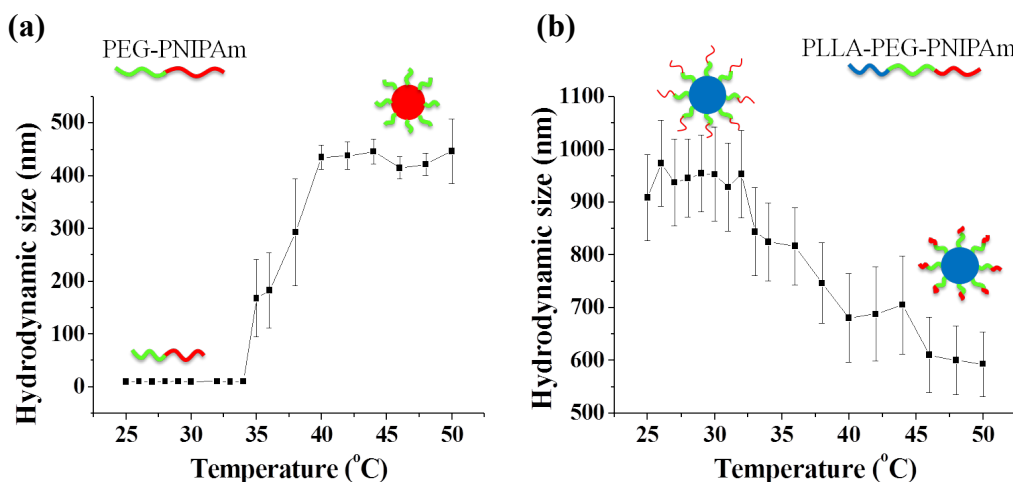 (a)
PEG-PNIPAm
Hydrodynamic size (nm)
500
400
300
200
100
0
25 30 35 40 45 50
Temperature (°C)
(b)
PLLA-PEG-PNIPAm
Hydrodynamic size (nm)
1100
1000
900
800
700
600
500
25 30 35 40 45 50
Temperature (°C)